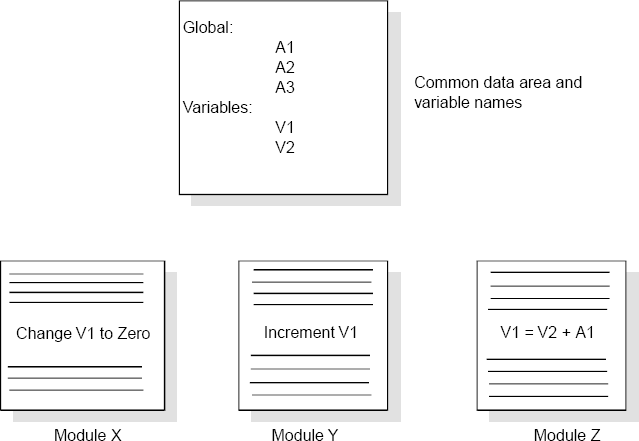 Global:
A1
A2
A3
Variables:
V1
V2
Common data area and
variable names
Change V1 to Zero
Increment V1
V1 = V2 + A1
Module X
Module Y
Module Z